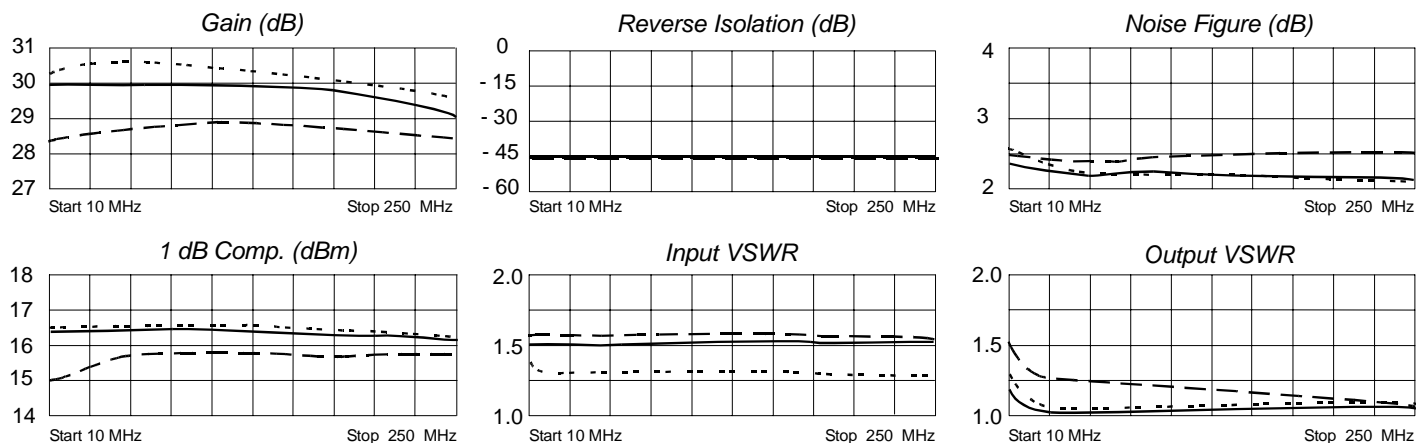 Gain (dB)
31
30
29
28
27
Start 10 MHz Stop 250 MHz
Reverse Isolation (dB)
0
- 15
- 30
- 45
- 60
Start 10 MHz Stop 250 MHz
Noise Figure (dB)
4
3
2
Start 10 MHz Stop 250 MHz
1 dB Comp. (dBm)
18
17
16
15
14
Start 10 MHz Stop 250 MHz
Input VSWR
2.0
1.5
1.0
Start 10 MHz Stop 250 MHz
Output VSWR
2.0
1.5
1.0
Start 10 MHz Stop 250 MHz